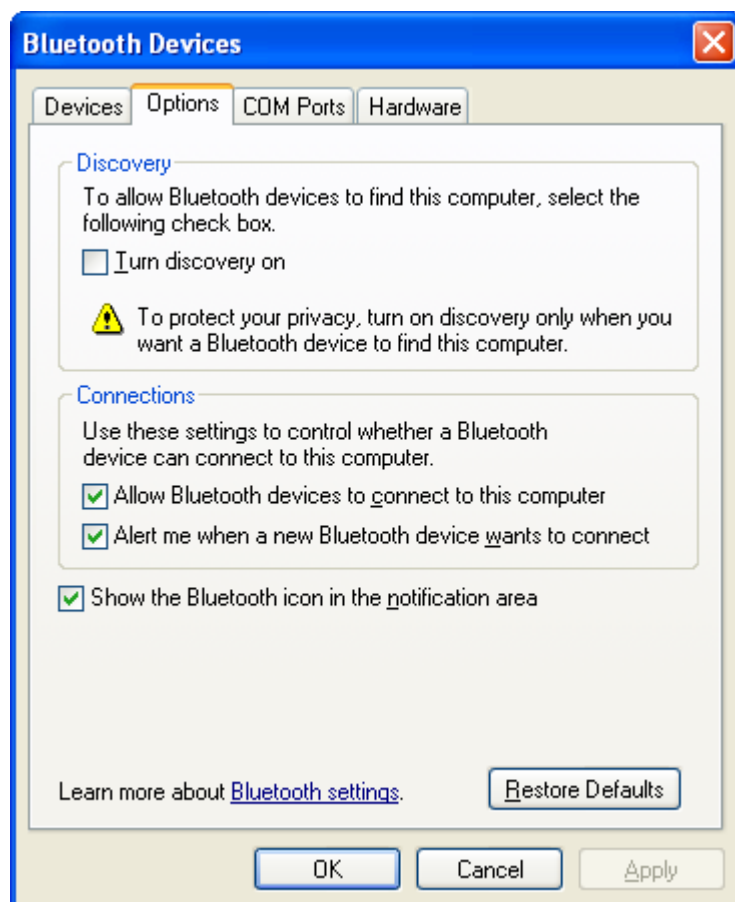 Bluetooth Devices
Devices Options COM Ports Hardware
Discovery
To allow Bluetooth devices to find this computer, select the
following check box.
Turn discovery on
To protect your privacy, turn on discovery only when you
want a Bluetooth device to find this computer.
Connections
Use these settings to control whether a Bluetooth
device can connect to this computer.
Allow Bluetooth devices to connect to this computer
Alert me when a new Bluetooth device wants to connect
Show the Bluetooth icon in the notification area
Learn more about Bluetooth settings. Restore Defaults
OK Cancel Apply